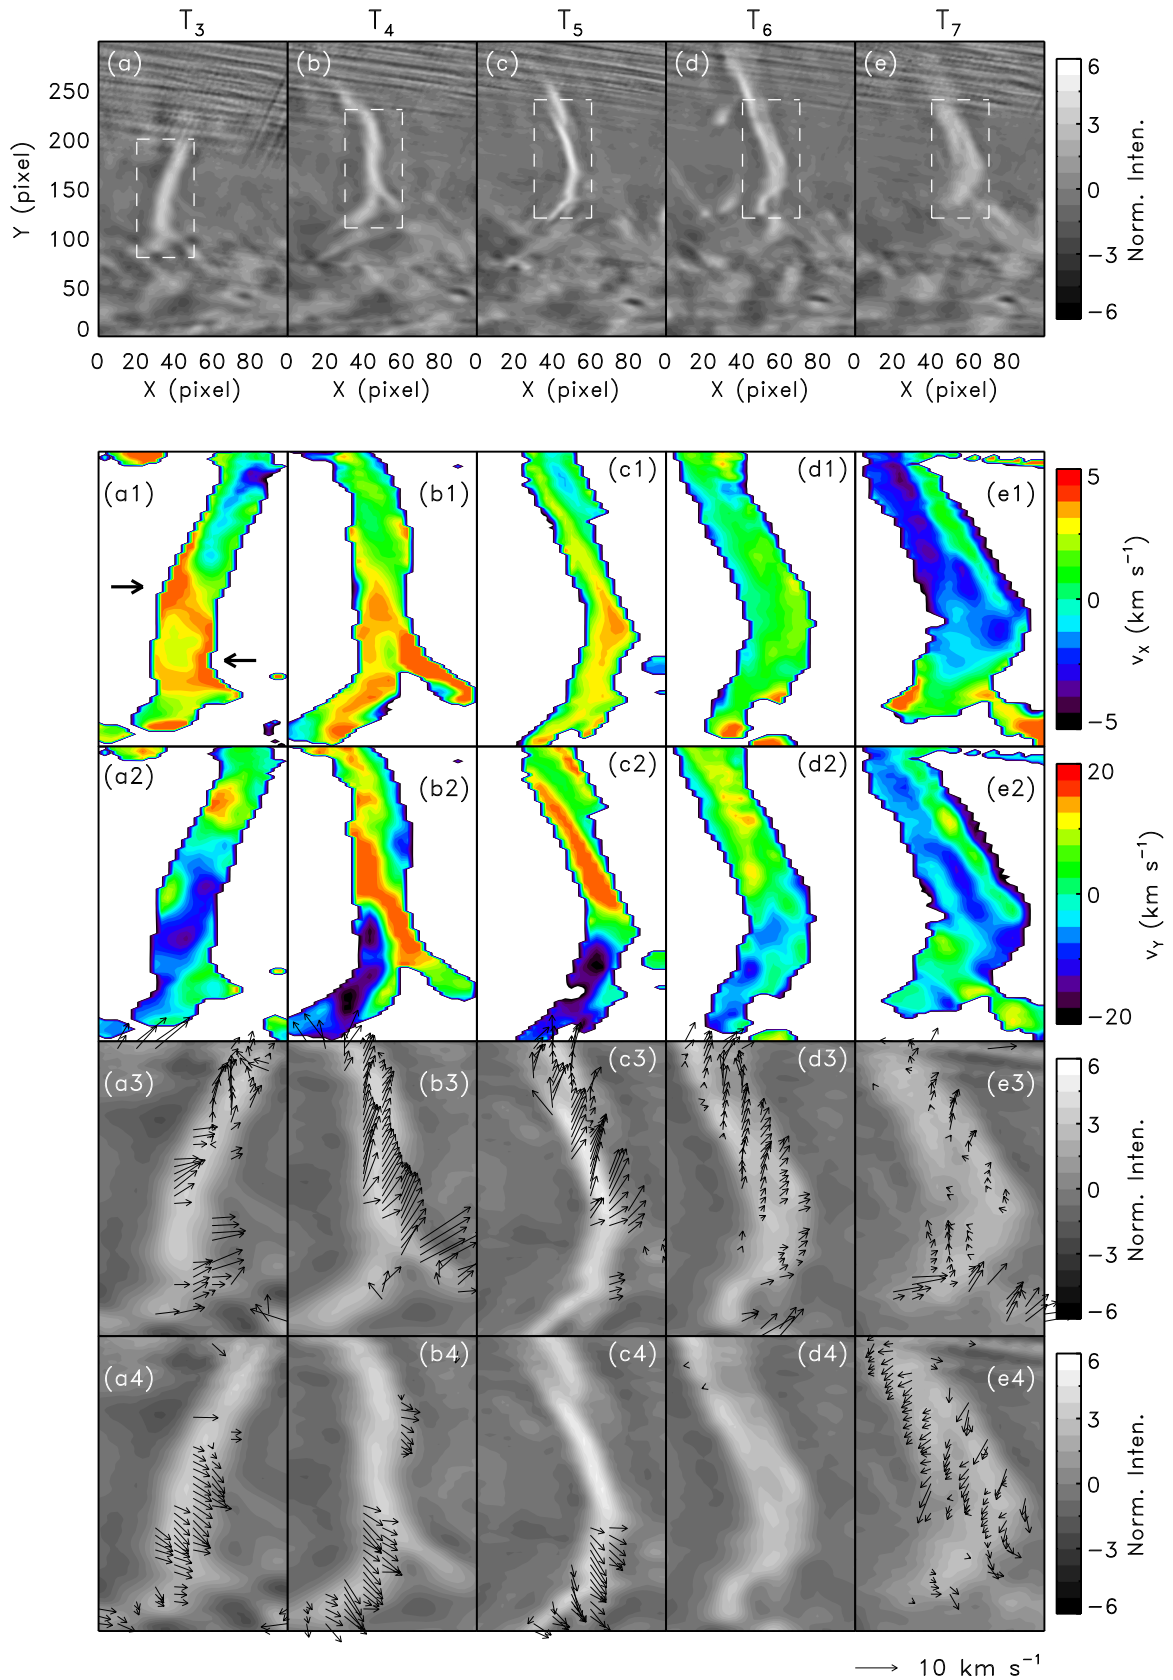 T3 T4 T5 T6 T7
(a) (b) (c) (d) (e)
250
200
150
100
50
0
Y (pixel)
6
3
0
−3
−6
Norm. Inten.
0 20 40 60 80 0 20 40 60 80 0 20 40 60 80 0 20 40 60 80 0 20 40 60 80
X (pixel) X (pixel) X (pixel) X (pixel) X (pixel)
(a1) (b1) (c1) (d1) (e1)
5
0
−5
vX (km s−1)
(a2) (b2) (c2) (d2) (e2)
20
0
−20
vY (km s−1)
(a3) (b3) (c3) (d3) (e3)
6
3
0
−3
−6
Norm. Inten.
(a4) (b4) (c4) (d4) (e4)
6
3
0
−3
−6
Norm. Inten.
10 km s−1